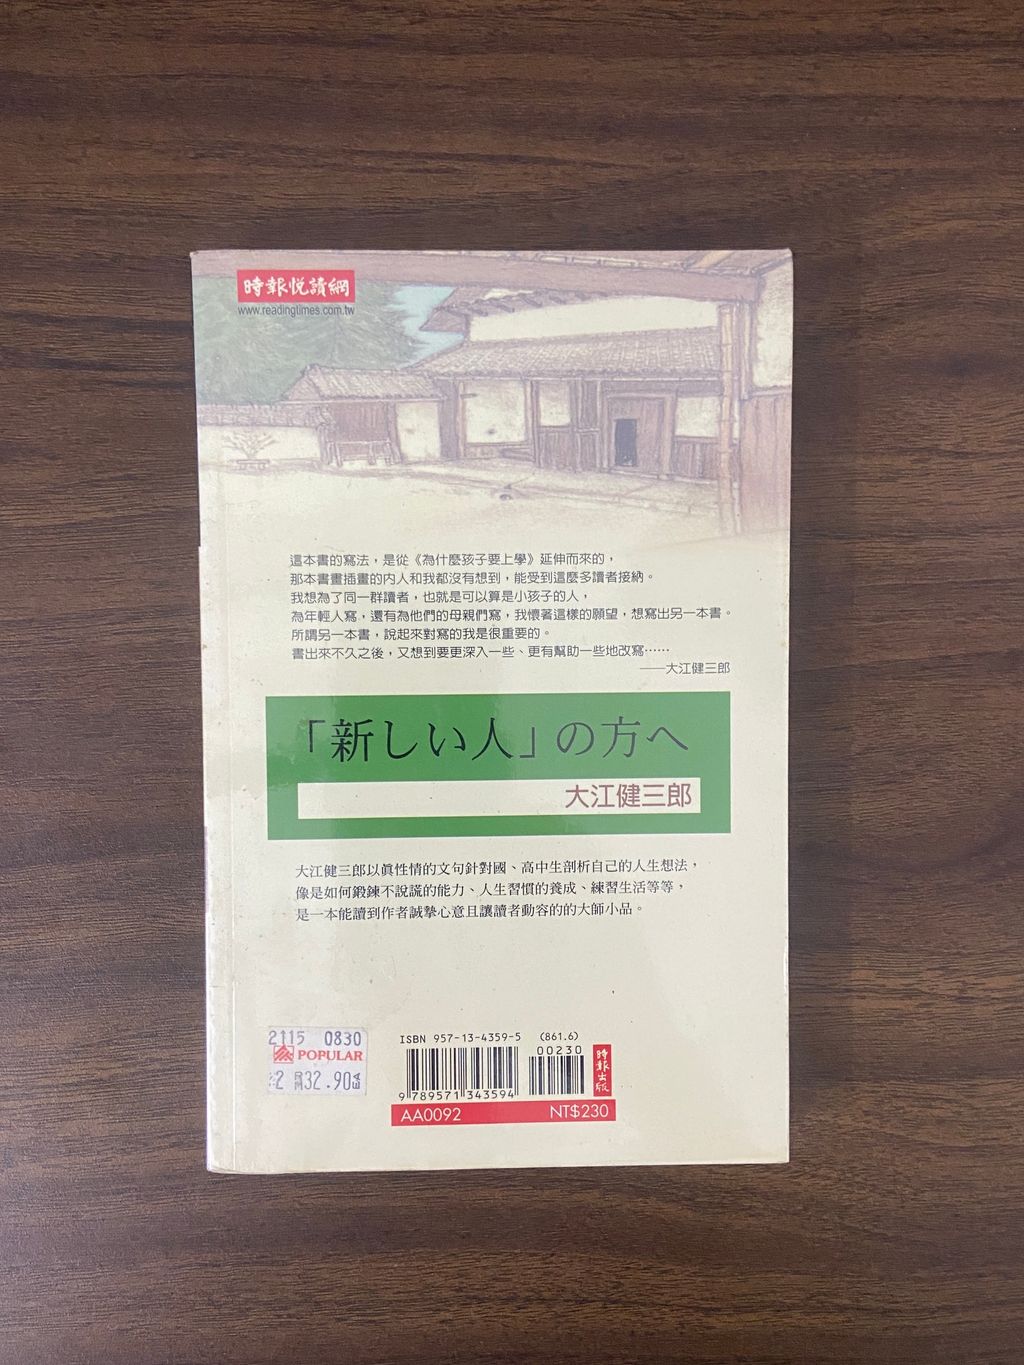 時報悅讀網
www.readingtimes.com.tw
這本書的寫法，是從《為什麼孩子要上學》延伸而來的，
那本書畫插畫的內人和我都沒有想到，能受到這麼多讀者接納。
我想為了同一群讀者，也就是可以算是小孩子的人，
為年輕人寫，還有為他們的母親們寫，我懷著這樣的願望，想寫出另一本書。
所謂另一本書，說起來對寫的我是很重要的。
書出來不久之後，又想到要更深入一些、更有幫助一些地改寫……
──大江健三郎
「新しい人」の方へ
大江健三郎
大江健三郎以真性情的文句針對國、高中生剖析自己的人生想法，
像是如何鍛鍊不說謊的能力、人生習慣的養成、練習生活等等，
是一本能讀到作者誠摯心意且讓讀者動容的的大師小品。
2115 0830
POPULAR
RM32.90
ISBN 957-13-4359-5 (861.6)
00230
9 789571 343594
時報出版
AA0092 NT$230